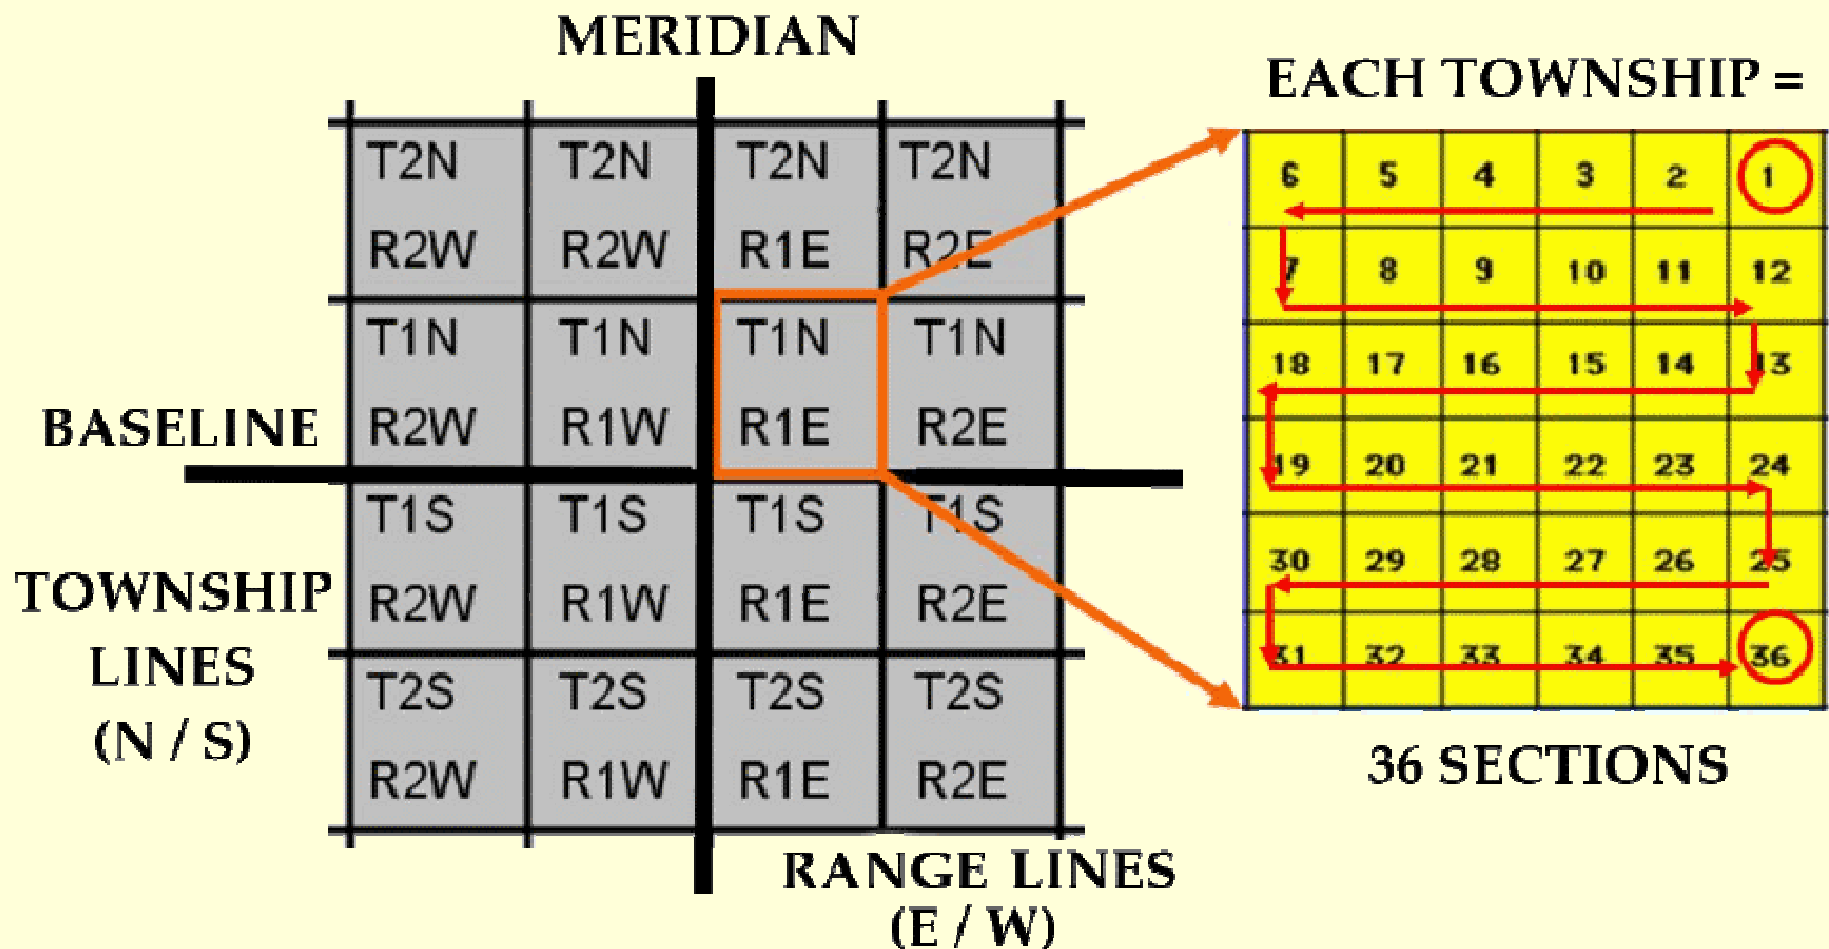 MERIDIAN
EACH TOWNSHIP =
T2N T2N T2N T2N
R2W R2W R1E R2E
T1N T1N T1N T1N
R2W R1W R1E R2E
BASELINE
T1S T1S T1S T1S
R2W R1W R1E R2E
T2S T2S T2S T2S
R2W R1W R1E R2E
TOWNSHIP
LINES
(N / S)
RANGE LINES
(E / W)
6 5 4 3 2 1
7 8 9 10 11 12
18 17 16 15 14 13
19 20 21 22 23 24
30 29 28 27 26 25
31 32 33 34 35 36
36 SECTIONS